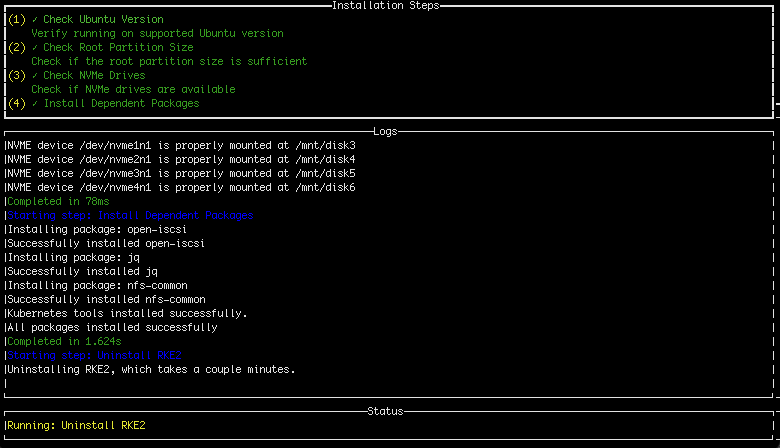 Installation Steps
(1) ✓ Check Ubuntu Version
Verify running on supported Ubuntu version
(2) ✓ Check Root Partition Size
Check if the root partition size is sufficient
(3) ✓ Check NVMe Drives
Check if NVMe drives are available
(4) ✓ Install Dependent Packages
Logs
NVME device /dev/nvme1n1 is properly mounted at /mnt/disk3
NVME device /dev/nvme2n1 is properly mounted at /mnt/disk4
NVME device /dev/nvme3n1 is properly mounted at /mnt/disk5
NVME device /dev/nvme4n1 is properly mounted at /mnt/disk6
Completed in 78ms
Starting step: Install Dependent Packages
Installing package: open-iscsi
Successfully installed open-iscsi
Installing package: jq
Successfully installed jq
Installing package: nfs-common
Successfully installed nfs-common
Kubernetes tools installed successfully.
All packages installed successfully
Completed in 1.624s
Starting step: Uninstall RKE2
Uninstalling RKE2, which takes a couple minutes.
Status
Running: Uninstall RKE2